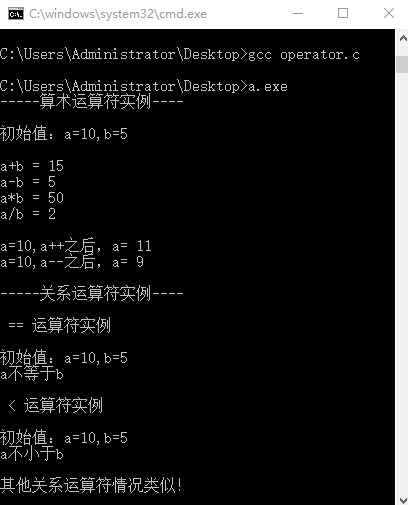 C:\windows\system32\cmd.exe
C:\Users\Administrator\Desktop>gcc operator.c
C:\Users\Administrator\Desktop>a.exe
-----算术运算符实例----
初始值：a=10,b=5
a+b = 15
a-b = 5
a*b = 50
a/b = 2
a=10,a++之后，a= 11
a=10,a--之后，a= 9
-----关系运算符实例----
== 运算符实例
初始值：a=10,b=5
a不等于b
< 运算符实例
初始值：a=10,b=5
a不小于b
其他关系运算符情况类似!